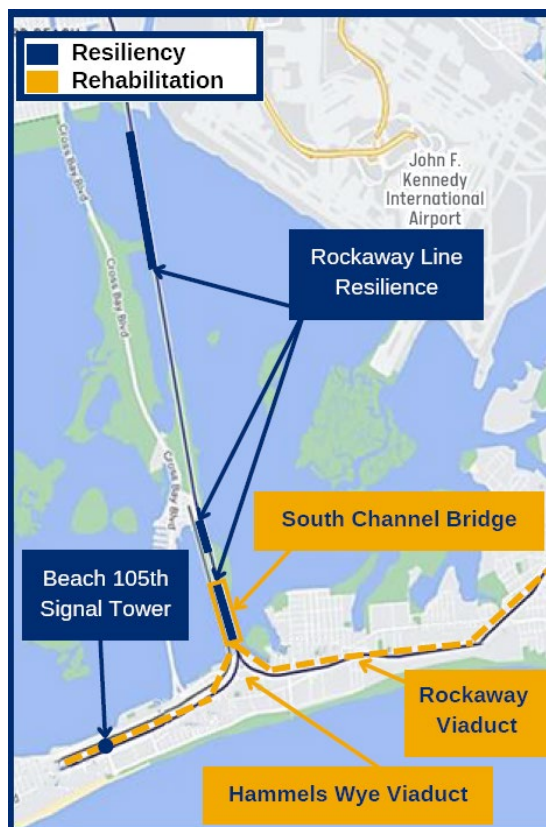 Resiliency
Rehabilitation
Cross Bay Blvd
Cross Bay Blvd
John F.
Kennedy
International
Airport
Rockaway Line
Resilience
Cross Bay Blvd
South Channel Bridge
Beach 105th
Signal Tower
Rockaway
Viaduct
Hammels Wye Viaduct